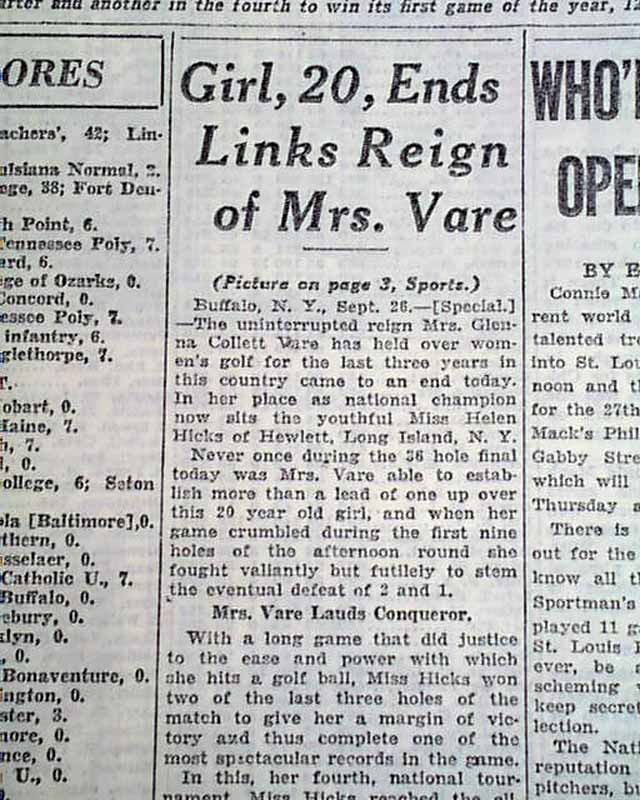 arter and another in the fourth to win its first game of the year, 12
ORES
achers', 42; Lin-
uisiana Normal, 2.
ege, 38; Fort Den-
h Point, 6.
Tennessee Poly, 7.
ard, 6.
ege of Ozarks, 0.
Concord, 0.
essee Poly, 7.
infantry, 6.
glethorpe, 7.
T.
obart, 0.
Maine, 7.
h, 7.
l, 0.
ollege, 6; Seton
ola [Baltimore],0.
thern, 0.
sselaer, 0.
Catholic U., 7.
Buffalo, 0.
ebury, 0.
klyn, 0.
, 0.
Bonaventure, 0.
ington, 0.
ster, 3.
more, 0.
nce, 0.
U., 0.
Girl, 20, Ends
Links Reign
of Mrs. Vare
(Picture on page 3, Sports.)
Buffalo, N. Y., Sept. 26.—[Special.]
—The uninterrupted reign Mrs. Glen-
na Collett Vare has held over wom-
en's golf for the last three years in
this country came to an end today.
In her place as national champion
now sits the youthful Miss Helen
Hicks of Hewlett, Long Island, N. Y.
Never once during the 36 hole final
today was Mrs. Vare able to estab-
lish more than a lead of one up over
this 20 year old girl, and when her
game crumbled during the first nine
holes of the afternoon round she
fought valiantly but futilely to stem
the eventual defeat of 2 and 1.
Mrs. Vare Lauds Conqueror.
With a long game that did justice
to the ease and power with which
she hits a golf ball, Miss Hicks won
two of the last three holes of the
match to give her a margin of vic-
tory and thus complete one of the
most spectacular records in the game.
In this, her fourth, national tour-
nament, Miss Hicks reached the all
WHO'
OPE
BY E
Connie M
rent world
talented tre
into St. Lou
noon and t
for the 27th
Mack's Phil
Gabby Stre
which will
Thursday a
There is
out for the
know all t
Sportman's
played 11 g
St. Louis
ever, be a
scheming
keep secret
lection.
The Nati
reputation
pitchers, b